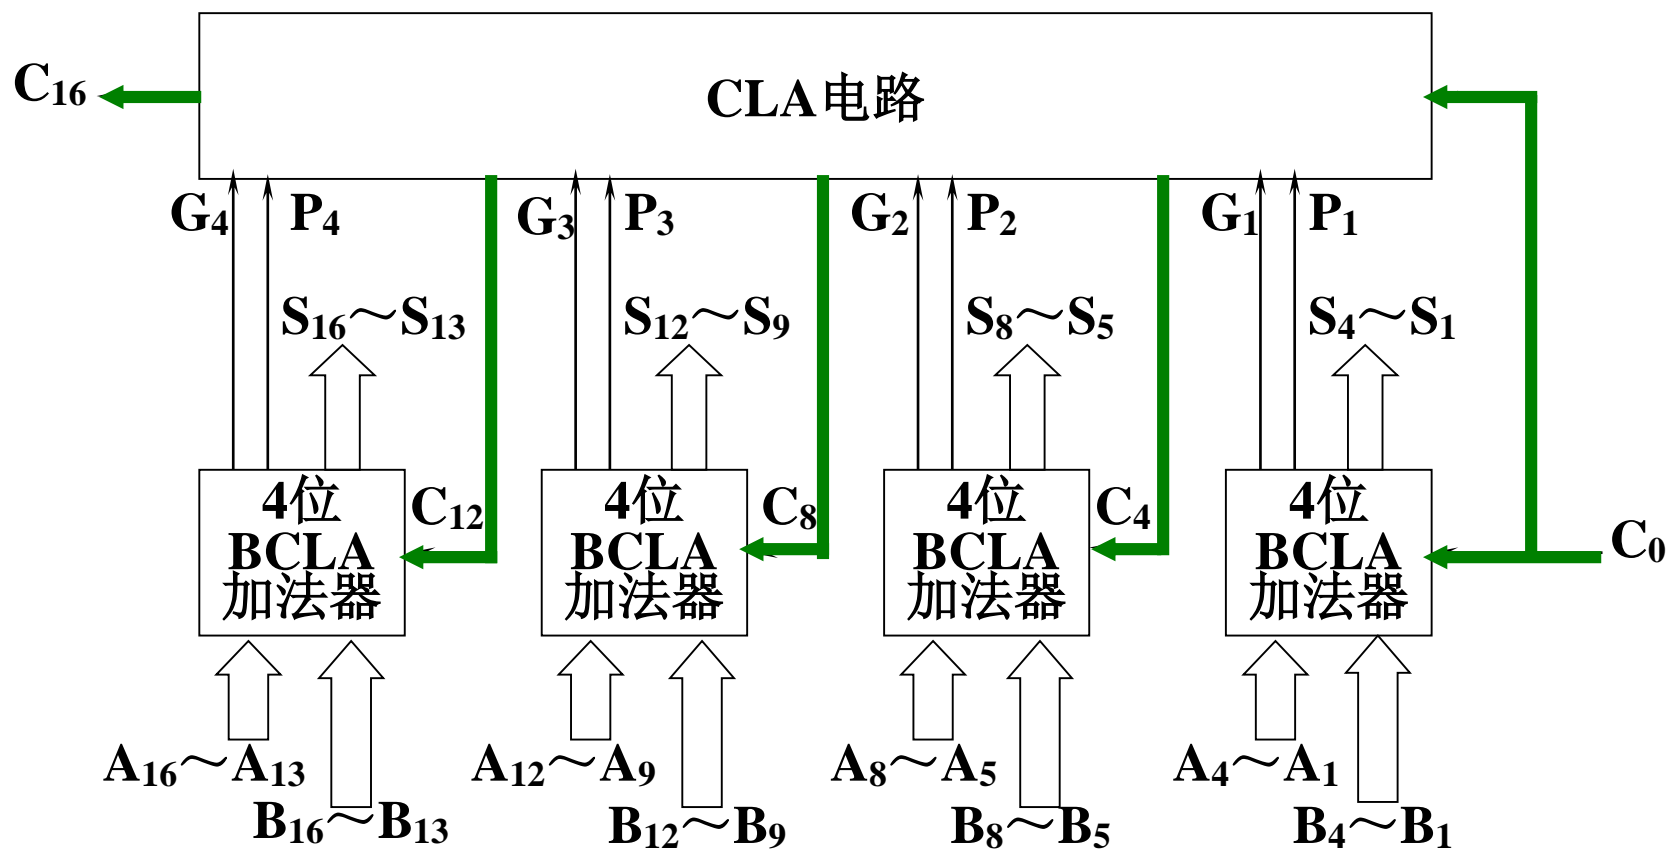 C₁₆
CLA电路
G₄ P₄ G₃ P₃ G₂ P₂ G₁ P₁
S₁₆～S₁₃ S₁₂～S₉ S₈～S₅ S₄～S₁
4位
BCLA
加法器
C₁₂
4位
BCLA
加法器
C₈
4位
BCLA
加法器
C₄
4位
BCLA
加法器
C₀
A₁₆～A₁₃ A₁₂～A₉ A₈～A₅ A₄～A₁
B₁₆～B₁₃ B₁₂～B₉ B₈～B₅ B₄～B₁